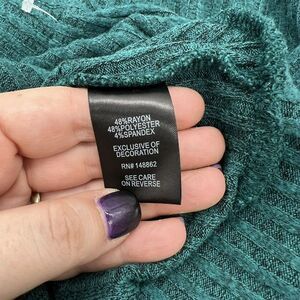 48%RAYON
48%POLYESTER
4%SPANDEX
EXCLUSIVE OF
DECORATION
RN# 148862
SEE CARE
ON REVERSE